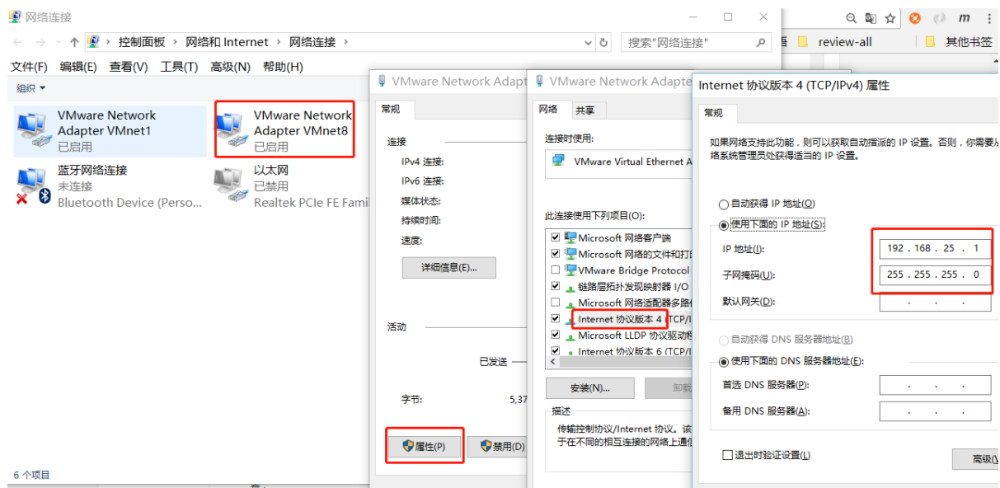 网络连接
控制面板 › 网络和 Internet › 网络连接 ›
搜索"网络连接"
review-all
其他书签
文件(F) 编辑(E) 查看(V) 工具(T) 高级(N) 帮助(H)
组织
VMware Network
Adapter VMnet1
已启用
VMware Network
Adapter VMnet8
已启用
蓝牙网络连接
未连接
Bluetooth Device (Perso...
以太网
已禁用
Realtek PCIe FE Fami
6 个项目
VMware Network Adapt
常规
连接
IPv4 连接:
IPv6 连接:
媒体状态:
持续时间:
速度:
详细信息(E)...
活动
已发送
字节:
5,37
属性(P)
禁用(D)
VMware Network Adapte
网络
共享
连接时使用:
VMware Virtual Ethernet A
此连接使用下列项目(O):
Microsoft 网络客户端
Microsoft 网络的文件和打
VMware Bridge Protocol
链路层拓扑发现映射器 I/O
Microsoft 网络适配器多路
Internet 协议版本 4 (TCP/I
Microsoft LLDP 协议驱动程
Internet 协议版本 6 (TCP/I
安装(N)...
卸载
描述
传输控制协议/Internet 协议。该
于在不同的相互连接的网络上通信
Internet 协议版本 4 (TCP/IPv4) 属性
常规
如果网络支持此功能，则可以获取自动指派的 IP 设置。否则，你需要从
络系统管理员处获得适当的 IP 设置。
自动获得 IP 地址(O)
使用下面的 IP 地址(S):
IP 地址(I):
192 . 168 . 25 . 1
子网掩码(U):
255 . 255 . 255 . 0
默认网关(D):
自动获得 DNS 服务器地址(B)
使用下面的 DNS 服务器地址(E):
首选 DNS 服务器(P):
备用 DNS 服务器(A):
退出时验证设置(L)
高级(V